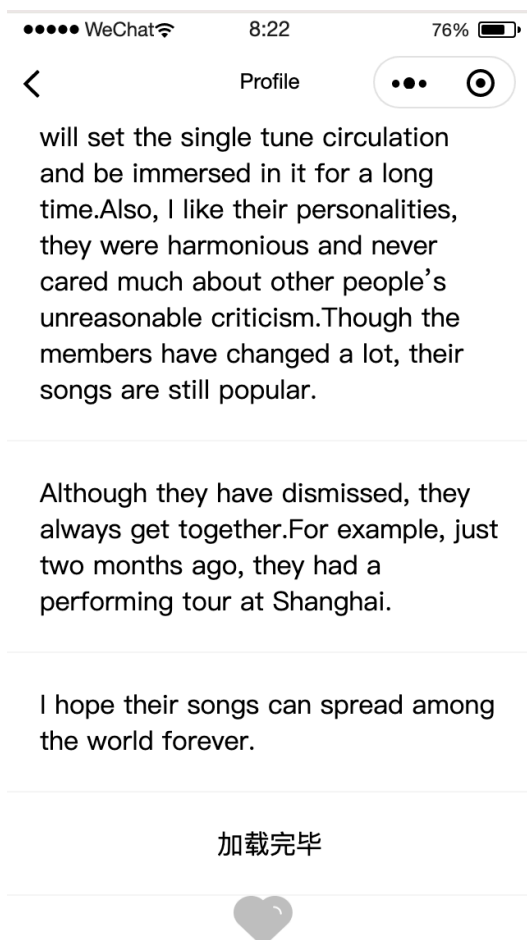 WeChat
8:22
76%
Profile
will set the single tune circulation
and be immersed in it for a long
time.Also, I like their personalities,
they were harmonious and never
cared much about other people’s
unreasonable criticism.Though the
members have changed a lot, their
songs are still popular.
Although they have dismissed, they
always get together.For example, just
two months ago, they had a
performing tour at Shanghai.
I hope their songs can spread among
the world forever.
加载完毕